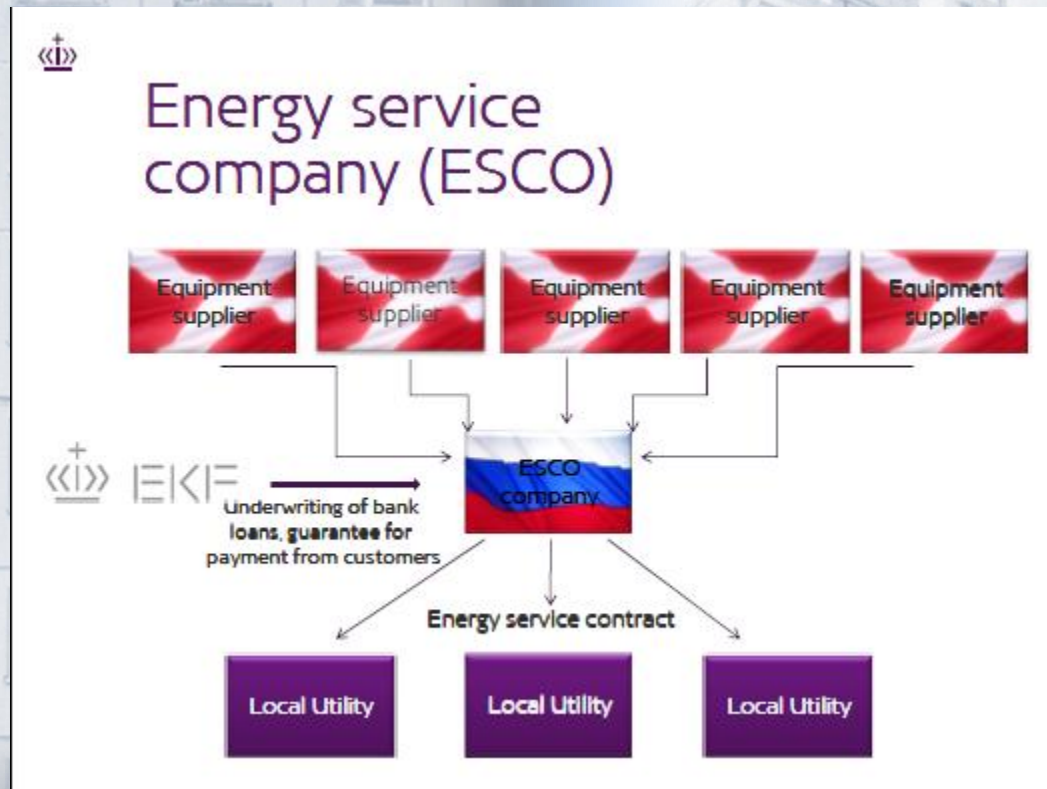 Energy service
company (ESCO)
Equipment
supplier
Equipment
supplier
Equipment
supplier
Equipment
supplier
Equipment
supplier
EKF
ESCO
company
Underwriting of bank
loans, guarantee for
payment from customers
Energy service contract
Local Utility
Local Utility
Local Utility